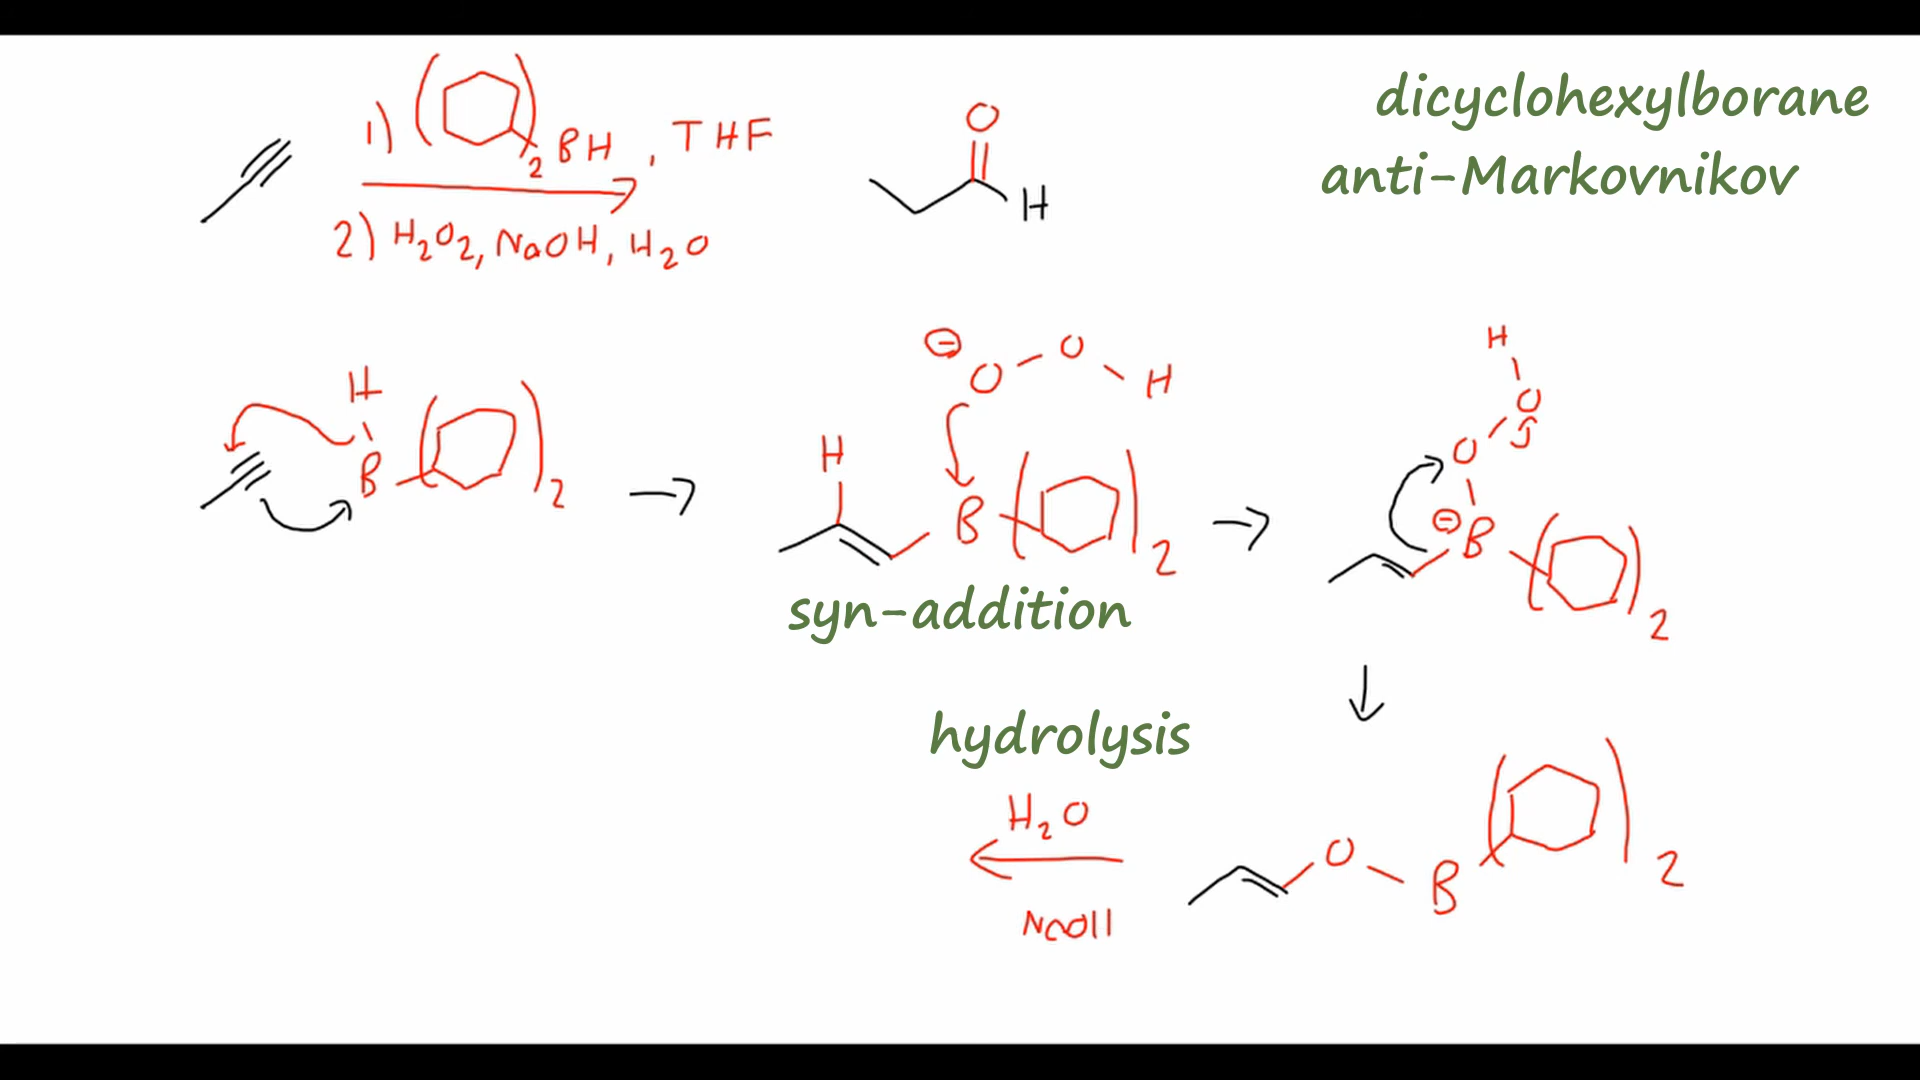 dicyclohexylborane
anti-Markovnikov
1) ( )2 BH, THF
2) H2O2, NaOH, H2O
O
H
H
B ( )2
⊖ O - O - H
H
B ( )2
syn-addition
H
O
O
⊖ B ( )2
hydrolysis
H2O
NaOH
O - B ( )2